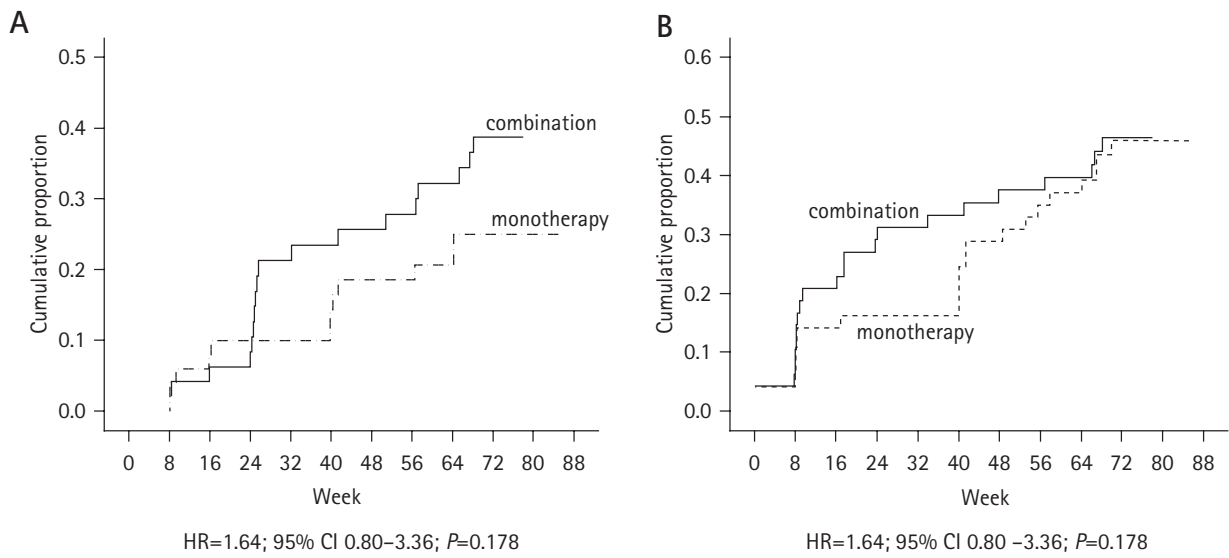 A
0.5
0.4
0.3
0.2
0.1
0.0
Cumulative proportion
combination
monotherapy
0 8 16 24 32 40 48 56 64 72 80 88
Week
HR=1.64; 95% CI 0.80–3.36; P=0.178
B
0.6
0.5
0.4
0.3
0.2
0.1
0.0
Cumulative proportion
combination
monotherapy
0 8 16 24 32 40 48 56 64 72 80 88
Week
HR=1.64; 95% CI 0.80 –3.36; P=0.178